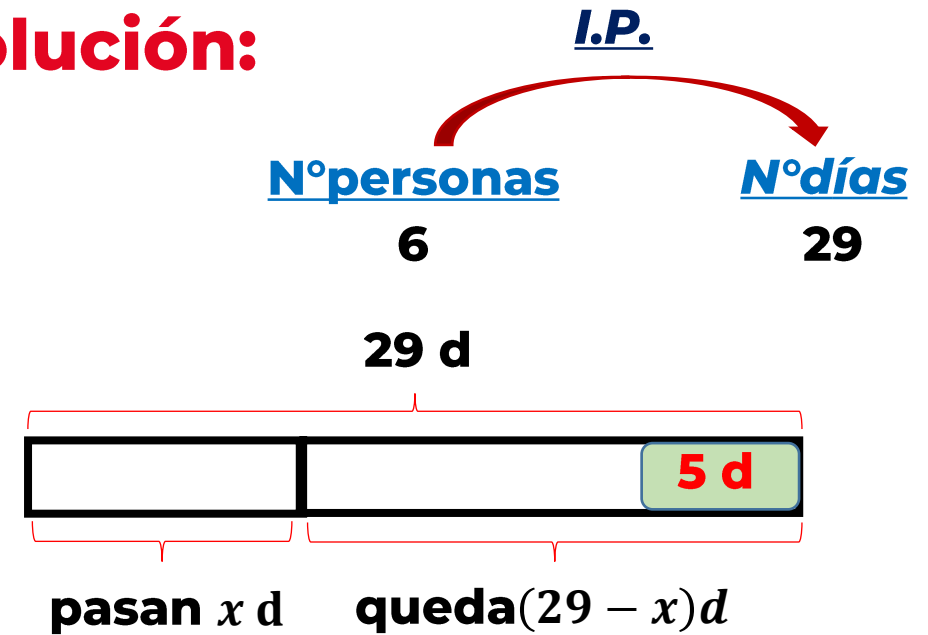 olución:
I.P.
N°personas N°días
6 29
29 d
5 d
pasan x d queda(29 − x)d